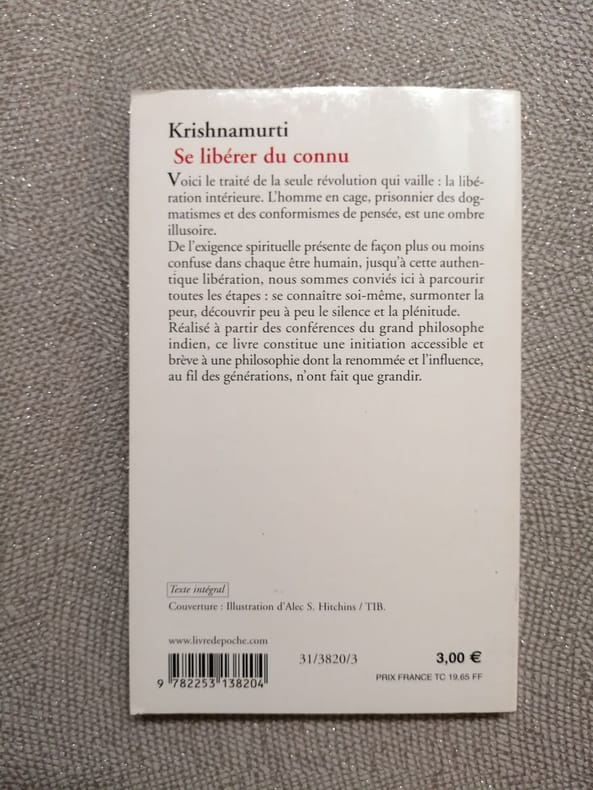 Krishnamurti
Se libérer du connu
Voici le traité de la seule révolution qui vaille : la libé-
ration intérieure. L'homme en cage, prisonnier des dog-
matismes et des conformismes de pensée, est une ombre
illusoire.
De l'exigence spirituelle présente de façon plus ou moins
confuse dans chaque être humain, jusqu'à cette authen-
tique libération, nous sommes conviés ici à parcourir
toutes les étapes : se connaître soi-même, surmonter la
peur, découvrir peu à peu le silence et la plénitude.
Réalisé à partir des conférences du grand philosophe
indien, ce livre constitue une initiation accessible et
brève à une philosophie dont la renommée et l'influence,
au fil des générations, n'ont fait que grandir.
Texte intégral
Couverture : Illustration d'Alec S. Hitchins / TIB.
www.livredepoche.com
9 782253 138204
31/3820/3
3,00 €
PRIX FRANCE TC 19,65 FF